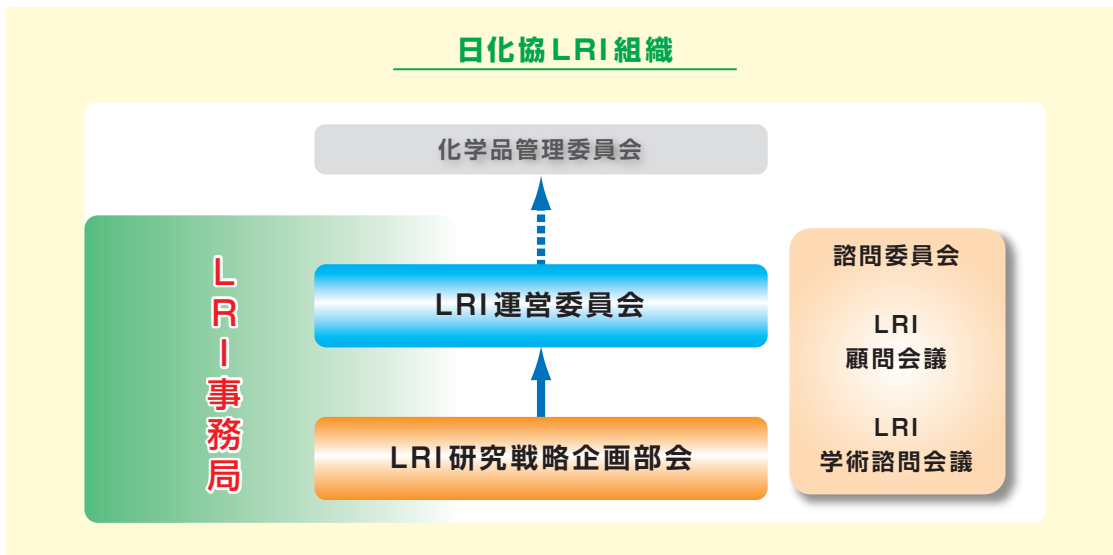 日化協LRI組織
化学品管理委員会
LRI事務局
LRI運営委員会
LRI研究戦略企画部会
諮問委員会
LRI
顧問会議
LRI
学術諮問会議